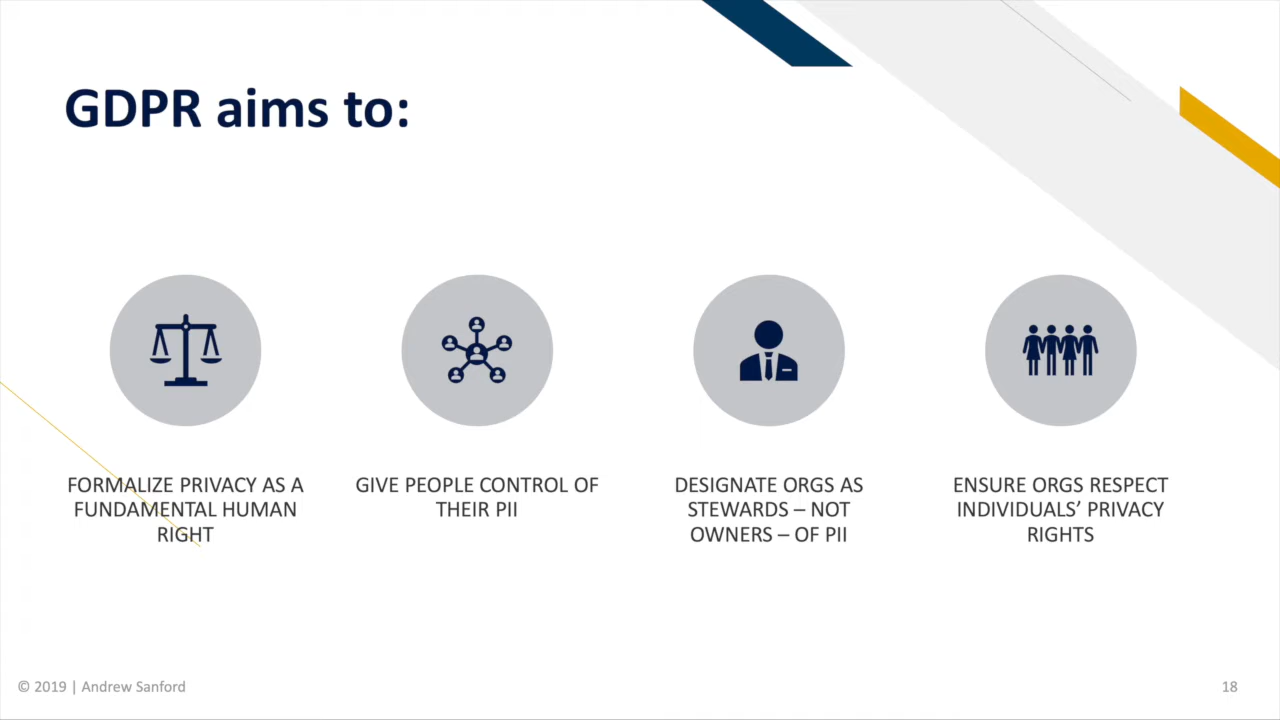 GDPR aims to:
FORMALIZE PRIVACY AS A
FUNDAMENTAL HUMAN
RIGHT
GIVE PEOPLE CONTROL OF
THEIR PII
DESIGNATE ORGS AS
STEWARDS – NOT
OWNERS – OF PII
ENSURE ORGS RESPECT
INDIVIDUALS’ PRIVACY
RIGHTS
© 2019 | Andrew Sanford
18